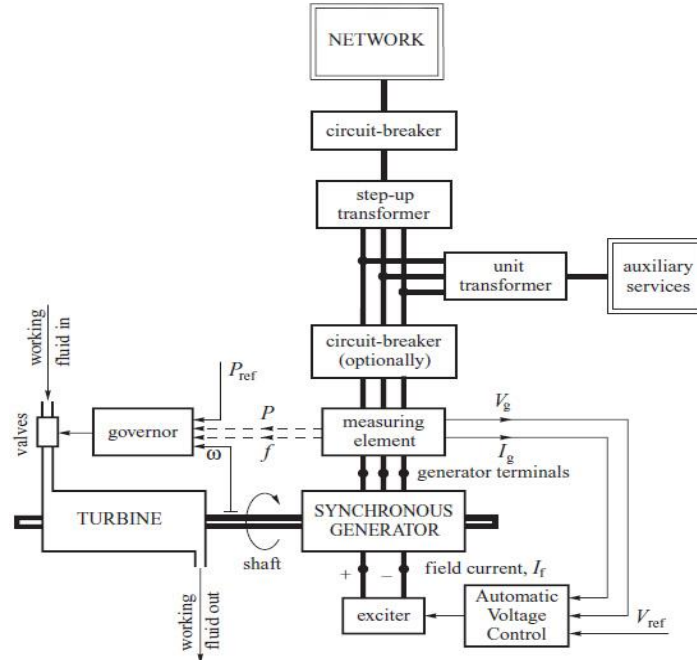 NETWORK
circuit-breaker
step-up
transformer
unit
transformer
auxiliary
services
circuit-breaker
(optionally)
working
fluid in
P_ref
V_g
valves
governor
P
f
ω
measuring
element
I_g
generator terminals
TURBINE
SYNCHRONOUS
GENERATOR
shaft
+
–
field current, I_f
working
fluid out
exciter
Automatic
Voltage
Control
V_ref